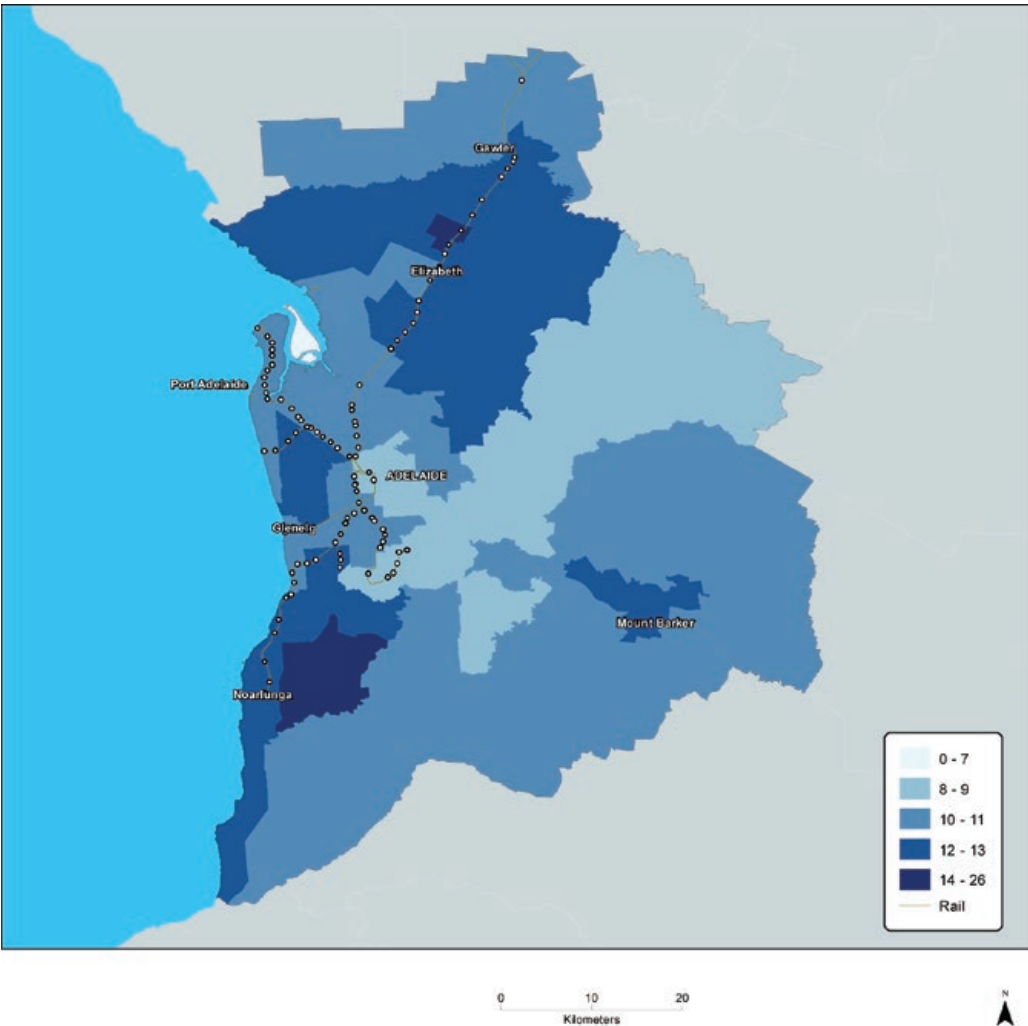 Gawler
Elizabeth
Port Adelaide
ADELAIDE
Glenelg
Mount Barker
Noarlunga
0 - 7
8 - 9
10 - 11
12 - 13
14 - 26
Rail
0 10 20
Kilometers
N